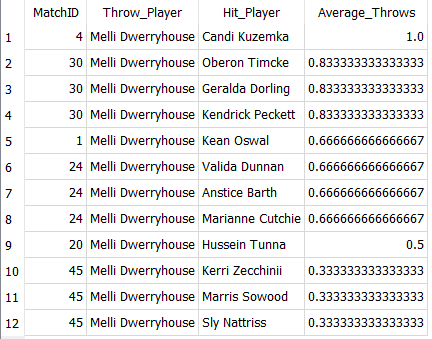 MatchID Throw_Player Hit_Player Average_Throws
1 4 Melli Dwerryhouse Candi Kuzemka 1.0
2 30 Melli Dwerryhouse Oberon Timcke 0.833333333333333
3 30 Melli Dwerryhouse Geralda Dorling 0.833333333333333
4 30 Melli Dwerryhouse Kendrick Peckett 0.833333333333333
5 1 Melli Dwerryhouse Kean Oswal 0.666666666666667
6 24 Melli Dwerryhouse Valida Dunnan 0.666666666666667
7 24 Melli Dwerryhouse Anstice Barth 0.666666666666667
8 24 Melli Dwerryhouse Marianne Cutchie 0.666666666666667
9 20 Melli Dwerryhouse Hussein Tunna 0.5
10 45 Melli Dwerryhouse Kerri Zecchinii 0.333333333333333
11 45 Melli Dwerryhouse Marris Sowood 0.333333333333333
12 45 Melli Dwerryhouse Sly Nattriss 0.333333333333333